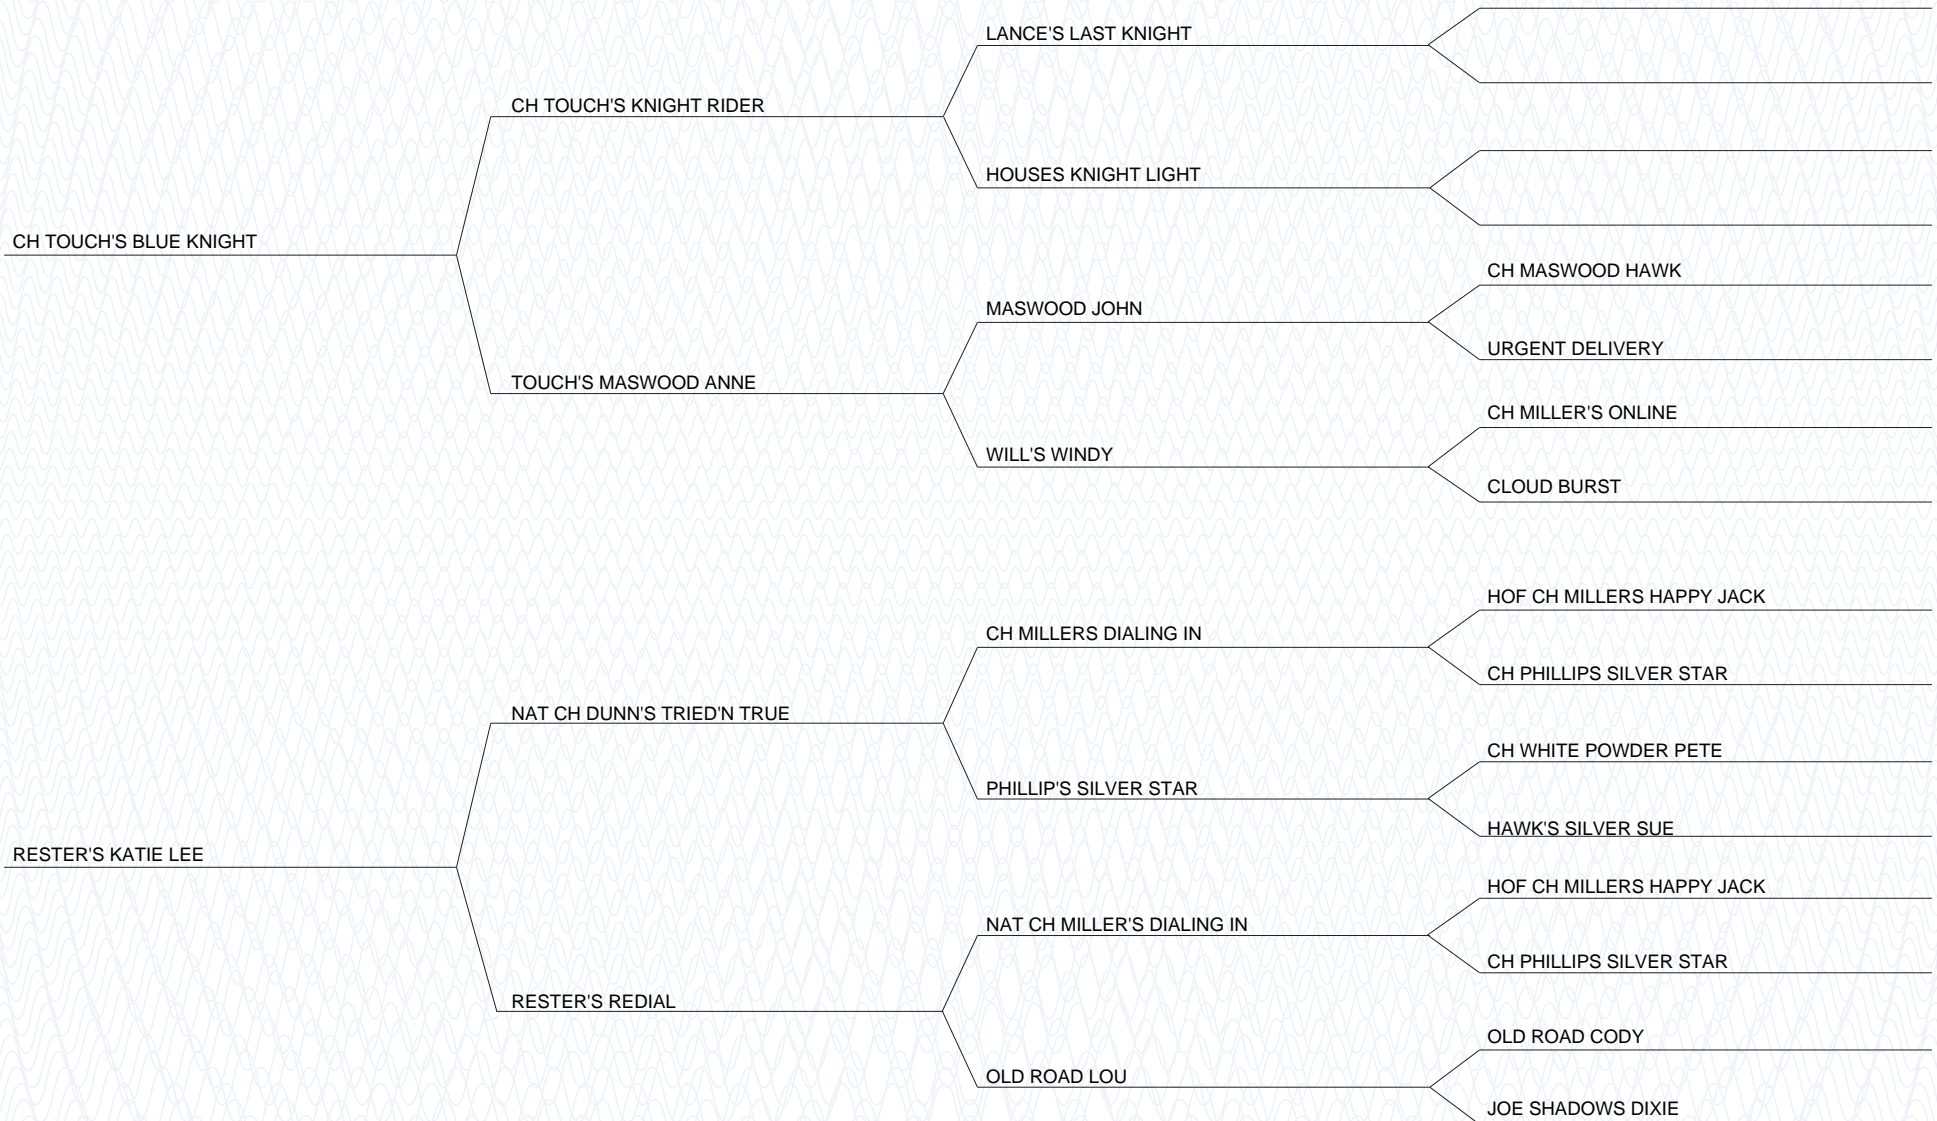 LANCE'S LAST KNIGHT
CH TOUCH'S KNIGHT RIDER
HOUSES KNIGHT LIGHT
CH TOUCH'S BLUE KNIGHT
CH MASWOOD HAWK
MASWOOD JOHN
URGENT DELIVERY
TOUCH'S MASWOOD ANNE
CH MILLER'S ONLINE
WILL'S WINDY
CLOUD BURST
HOF CH MILLERS HAPPY JACK
CH MILLERS DIALING IN
CH PHILLIPS SILVER STAR
NAT CH DUNN'S TRIED'N TRUE
CH WHITE POWDER PETE
PHILLIP'S SILVER STAR
HAWK'S SILVER SUE
RESTER'S KATIE LEE
HOF CH MILLERS HAPPY JACK
NAT CH MILLER'S DIALING IN
CH PHILLIPS SILVER STAR
RESTER'S REDIAL
OLD ROAD CODY
OLD ROAD LOU
JOE SHADOWS DIXIE